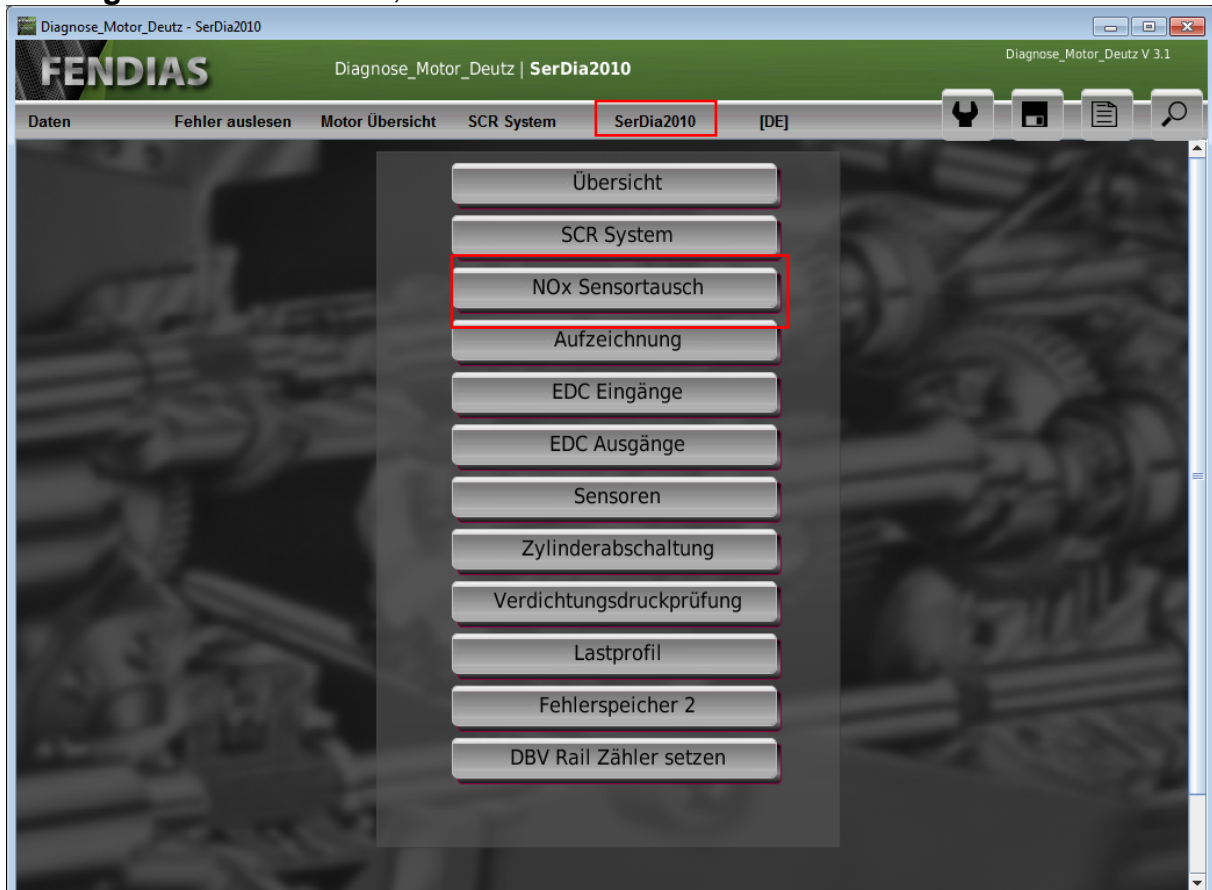 Diagnose_Motor_Deutz - SerDia2010
FENDIAS
Diagnose_Motor_Deutz | SerDia2010
Diagnose_Motor_Deutz V 3.1
Daten Fehler auslesen Motor Übersicht SCR System SerDia2010 [DE]
Übersicht
SCR System
NOx Sensortausch
Aufzeichnung
EDC Eingänge
EDC Ausgänge
Sensoren
Zylinderabschaltung
Verdichtungsdruckprüfung
Lastprofil
Fehlerspeicher 2
DBV Rail Zähler setzen